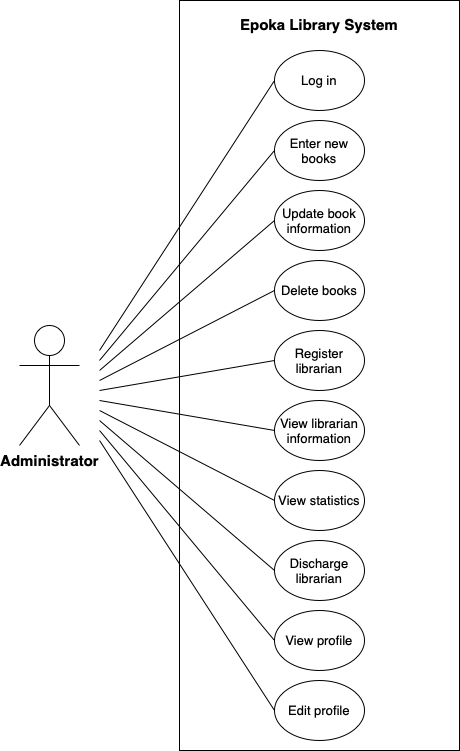 Epoka Library System
Log in
Enter new
books
Update book
information
Delete books
Register
librarian
View librarian
information
View statistics
Discharge
librarian
View profile
Edit profile
Administrator